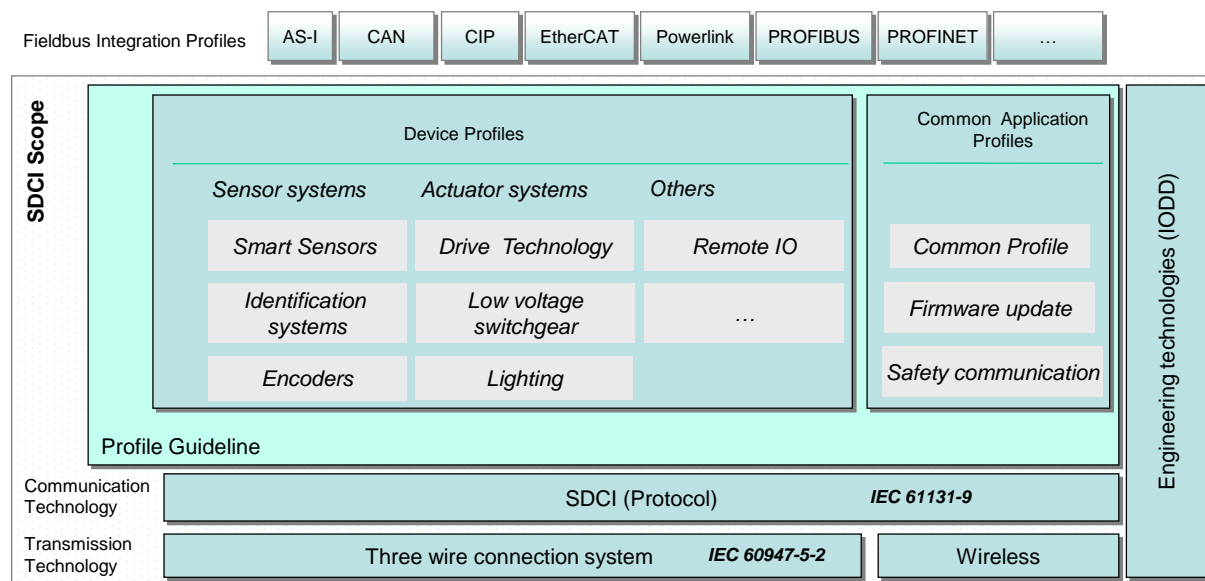 Fieldbus Integration Profiles
AS-I
CAN
CIP
EtherCAT
Powerlink
PROFIBUS
PROFINET
…
SDCI Scope
Device Profiles
Sensor systems
Actuator systems
Others
Smart Sensors
Drive Technology
Remote IO
Identification
systems
Low voltage
switchgear
…
Encoders
Lighting
Common Application
Profiles
Common Profile
Firmware update
Safety communication
Profile Guideline
Engineering technologies (IODD)
Communication
Technology
SDCI (Protocol)
IEC 61131-9
Transmission
Technology
Three wire connection system
IEC 60947-5-2
Wireless